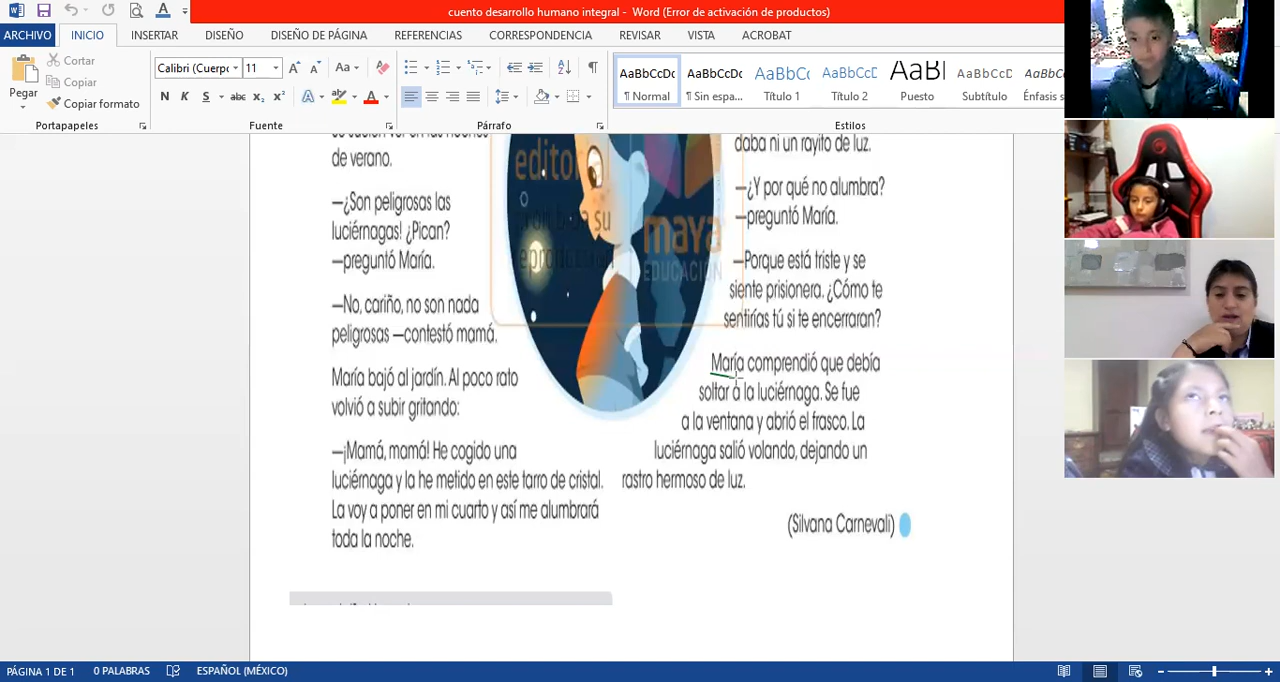 cuento desarrollo humano integral - Word (Error de activación de productos)
ARCHIVO INICIO INSERTAR DISEÑO DISEÑO DE PÁGINA REFERENCIAS CORRESPONDENCIA REVISAR VISTA ACROBAT
Pegar
Cortar
Copiar
Copiar formato
Portapapeles
Calibri (Cuerpo 11
N K S abc x₂ x²
Fuente
Párrafo
AaBbCcDc AaBbCcDc AaBbCc AaBbCcD AaBl AaBbCcD AaBbCcD
¶ Normal ¶ Sin espa... Título 1 Título 2 Puesto Subtítulo Énfasis s
Estilos
de verano.
—¿Son peligrosas las
luciérnagas! ¿Pican?
—preguntó María.
—No, cariño, no son nada
peligrosas —contestó mamá.
María bajó al jardín. Al poco rato
volvió a subir gritando:
—¡Mamá, mamá! He cogido una
luciérnaga y la he metido en este tarro de cristal.
La voy a poner en mi cuarto y así me alumbrará
toda la noche.
maya
EDUCACIÓN
daba ni un rayito de luz.
—¿Y por qué no alumbra?
—preguntó María.
—Porque está triste y se
siente prisionera. ¿Cómo te
sentirías tú si te encerraran?
María comprendió que debía
soltar a la luciérnaga. Se fue
a la ventana y abrió el frasco. La
luciérnaga salió volando, dejando un
rastro hermoso de luz.
(Silvana Carnevali)
PÁGINA 1 DE 1 0 PALABRAS ESPAÑOL (MÉXICO)